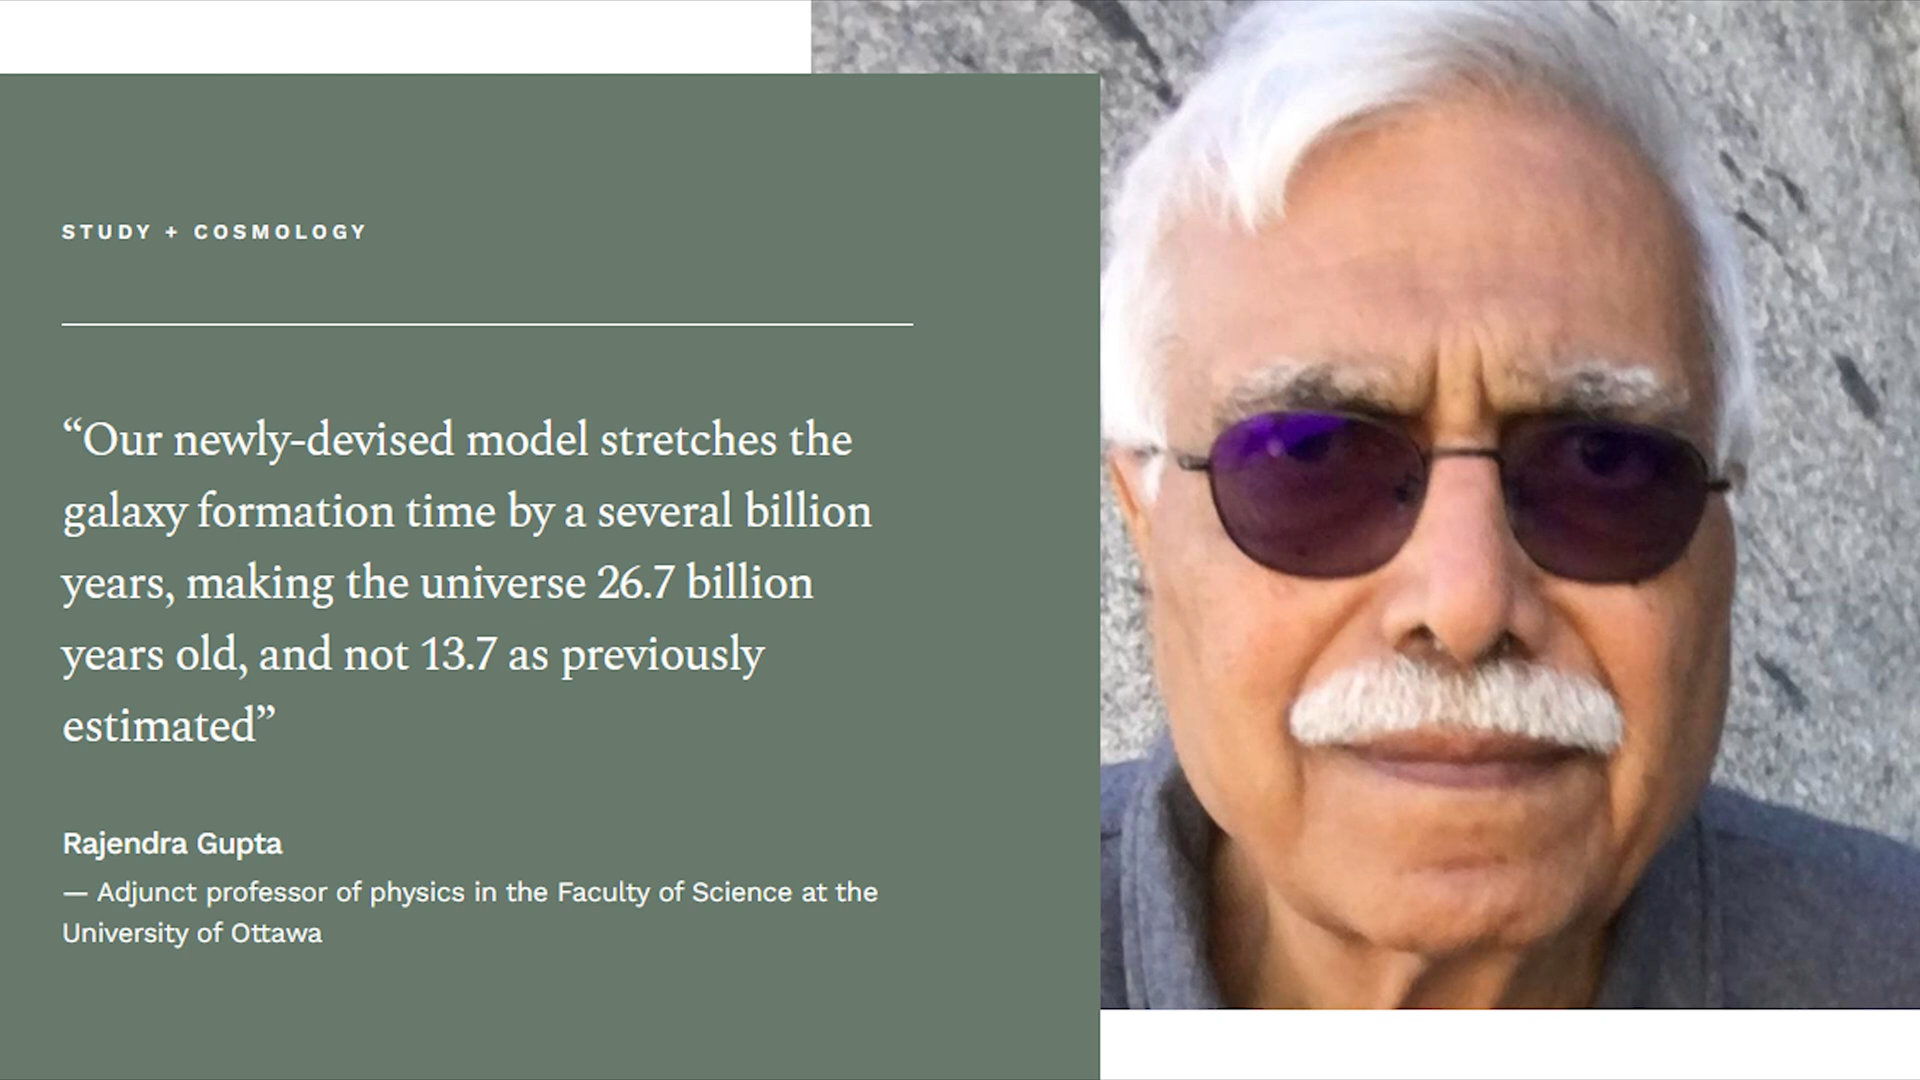 STUDY + COSMOLOGY
“Our newly-devised model stretches the
galaxy formation time by a several billion
years, making the universe 26.7 billion
years old, and not 13.7 as previously
estimated”
Rajendra Gupta
— Adjunct professor of physics in the Faculty of Science at the
University of Ottawa